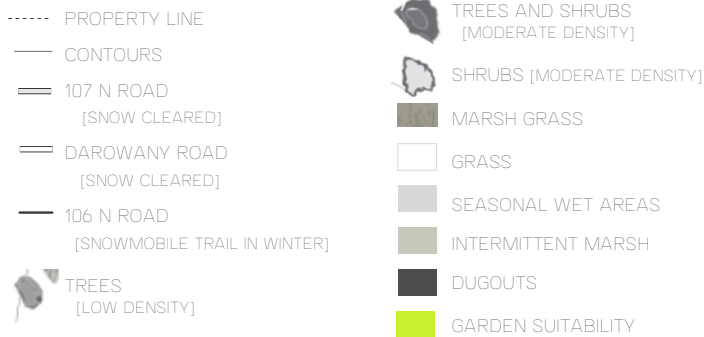 PROPERTY LINE
CONTOURS
107 N ROAD
[SNOW CLEARED]
DAROWANY ROAD
[SNOW CLEARED]
106 N ROAD
[SNOWMOBILE TRAIL IN WINTER]
TREES
[LOW DENSITY]
TREES AND SHRUBS
[MODERATE DENSITY]
SHRUBS [MODERATE DENSITY]
MARSH GRASS
GRASS
SEASONAL WET AREAS
INTERMITTENT MARSH
DUGOUTS
GARDEN SUITABILITY